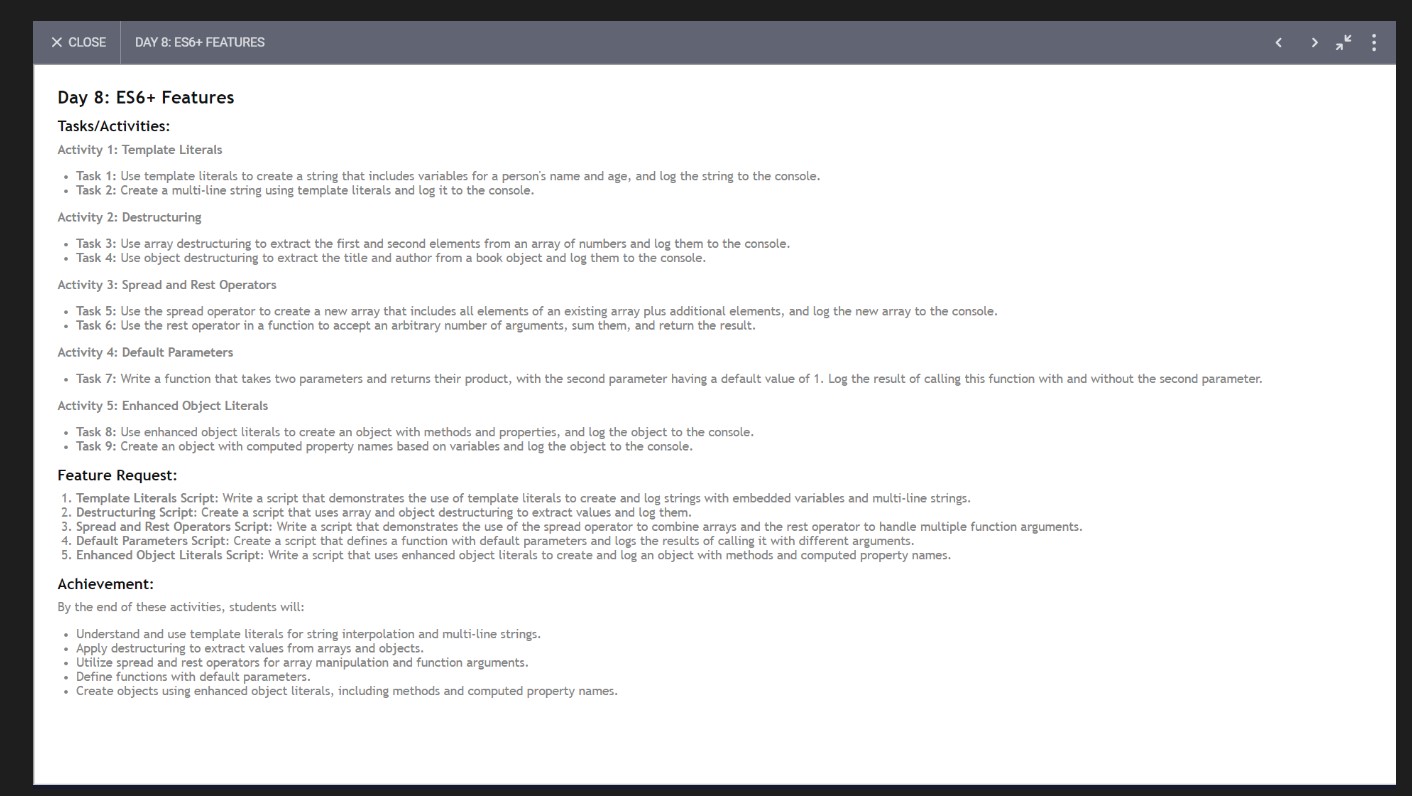 CLOSE
DAY 8: ES6+ FEATURES
Day 8: ES6+ Features
Tasks/Activities:
Activity 1: Template Literals
• Task 1: Use template literals to create a string that includes variables for a person's name and age, and log the string to the console.
• Task 2: Create a multi-line string using template literals and log it to the console.
Activity 2: Destructuring
• Task 3: Use array destructuring to extract the first and second elements from an array of numbers and log them to the console.
• Task 4: Use object destructuring to extract the title and author from a book object and log them to the console.
Activity 3: Spread and Rest Operators
• Task 5: Use the spread operator to create a new array that includes all elements of an existing array plus additional elements, and log the new array to the console.
• Task 6: Use the rest operator in a function to accept an arbitrary number of arguments, sum them, and return the result.
Activity 4: Default Parameters
• Task 7: Write a function that takes two parameters and returns their product, with the second parameter having a default value of 1. Log the result of calling this function with and without the second parameter.
Activity 5: Enhanced Object Literals
• Task 8: Use enhanced object literals to create an object with methods and properties, and log the object to the console.
• Task 9: Create an object with computed property names based on variables and log the object to the console.
Feature Request:
1. Template Literals Script: Write a script that demonstrates the use of template literals to create and log strings with embedded variables and multi-line strings.
2. Destructuring Script: Create a script that uses array and object destructuring to extract values and log them.
3. Spread and Rest Operators Script: Write a script that demonstrates the use of the spread operator to combine arrays and the rest operator to handle multiple function arguments.
4. Default Parameters Script: Create a script that defines a function with default parameters and logs the results of calling it with different arguments.
5. Enhanced Object Literals Script: Write a script that uses enhanced object literals to create and log an object with methods and computed property names.
Achievement:
By the end of these activities, students will:
• Understand and use template literals for string interpolation and multi-line strings.
• Apply destructuring to extract values from arrays and objects.
• Utilize spread and rest operators for array manipulation and function arguments.
• Define functions with default parameters.
• Create objects using enhanced object literals, including methods and computed property names.